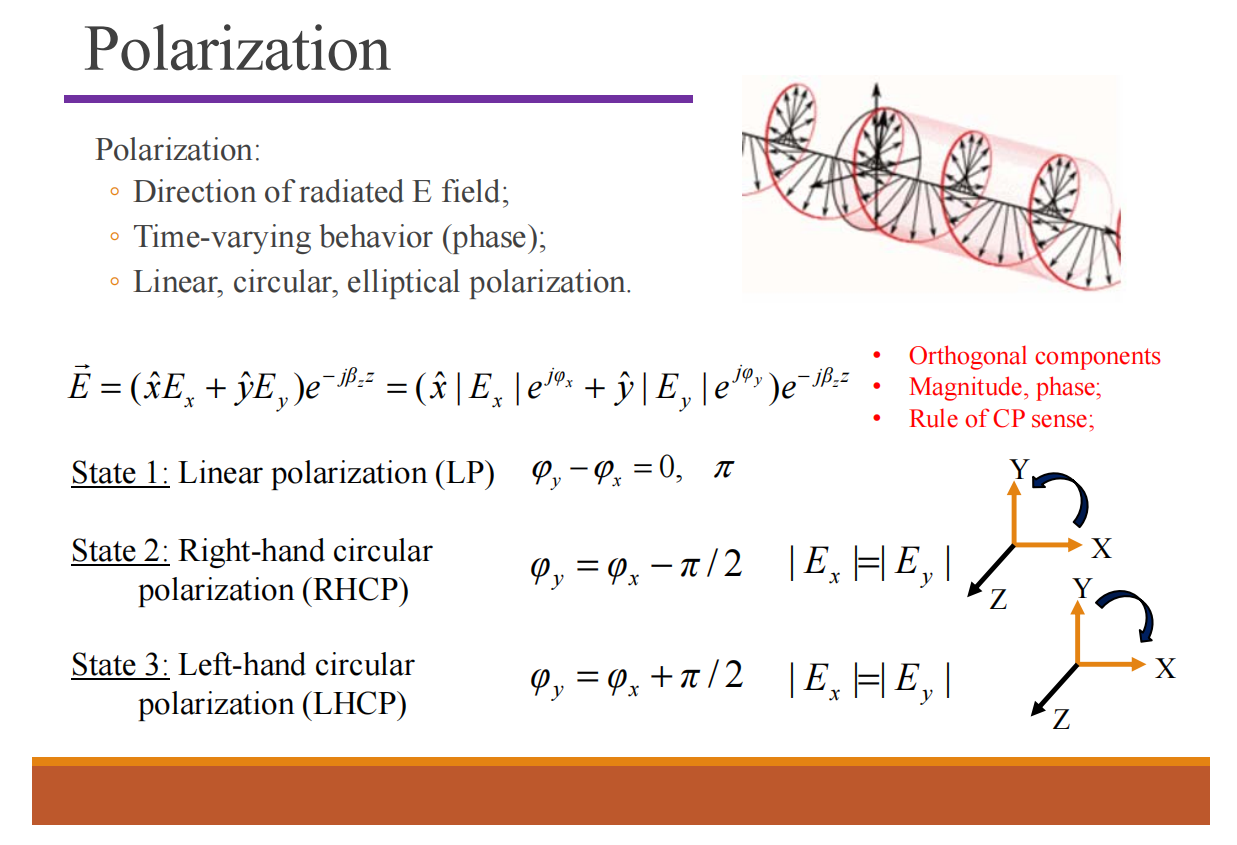 Polarization
Polarization:
◦ Direction of radiated E field;
◦ Time-varying behavior (phase);
◦ Linear, circular, elliptical polarization.
$\vec{E} = (\hat{x}E_x + \hat{y}E_y)e^{-j\beta_z z} = (\hat{x}|E_x|e^{j\varphi_x} + \hat{y}|E_y|e^{j\varphi_y})e^{-j\beta_z z}$
• Orthogonal components
• Magnitude, phase;
• Rule of CP sense;
State 1: Linear polarization (LP) $\varphi_y - \varphi_x = 0, \quad \pi$
Y
X
Z
State 2: Right-hand circular
polarization (RHCP)
$\varphi_y = \varphi_x - \pi/2 \quad |E_x|=|E_y|$
Y
X
Z
State 3: Left-hand circular
polarization (LHCP)
$\varphi_y = \varphi_x + \pi/2 \quad |E_x|=|E_y|$